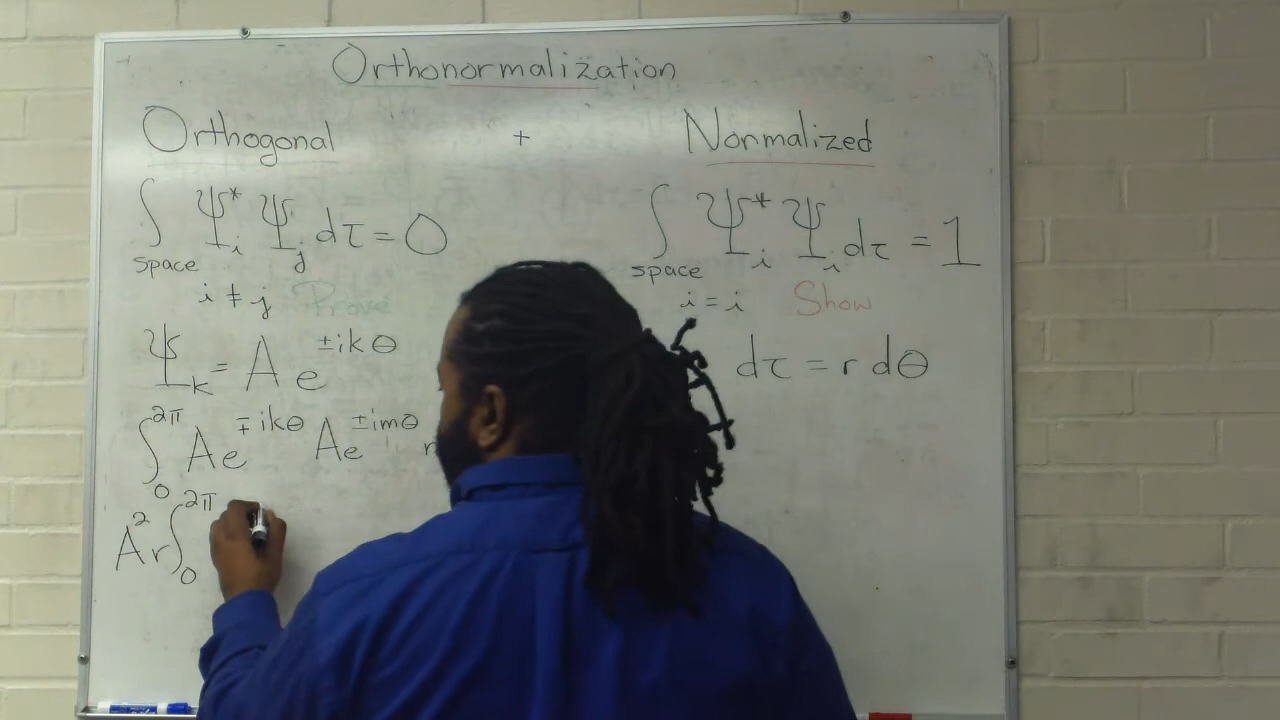 Orthonormalization
Orthogonal + Normalized
∫space Ψ*ᵢ Ψⱼ dτ = 0
∫space Ψ*ᵢ Ψᵢ dτ = 1
i ≠ j Prove
i = i Show
Ψₖ = A e^±ikθ
dτ = r dθ
∫₀^2π A e^∓ikθ A e^±imθ r
A² r ∫₀^2π